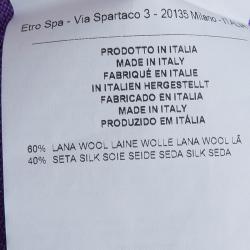 Etro Spa - Via Spartaco 3 - 20135 Milano - ITALIA
PRODOTTO IN ITALIA
MADE IN ITALY
FABRIQUÉ EN ITALIE
IN ITALIEN HERGESTELLT
FABRICADO EN ITALIA
MADE IN ITALY
PRODUZIDO EM ITÁLIA
60% LANA WOOL LAINE WOLLE LANA WOOL LÃ
40% SETA SILK SOIE SEIDE SEDA SILK SEDA